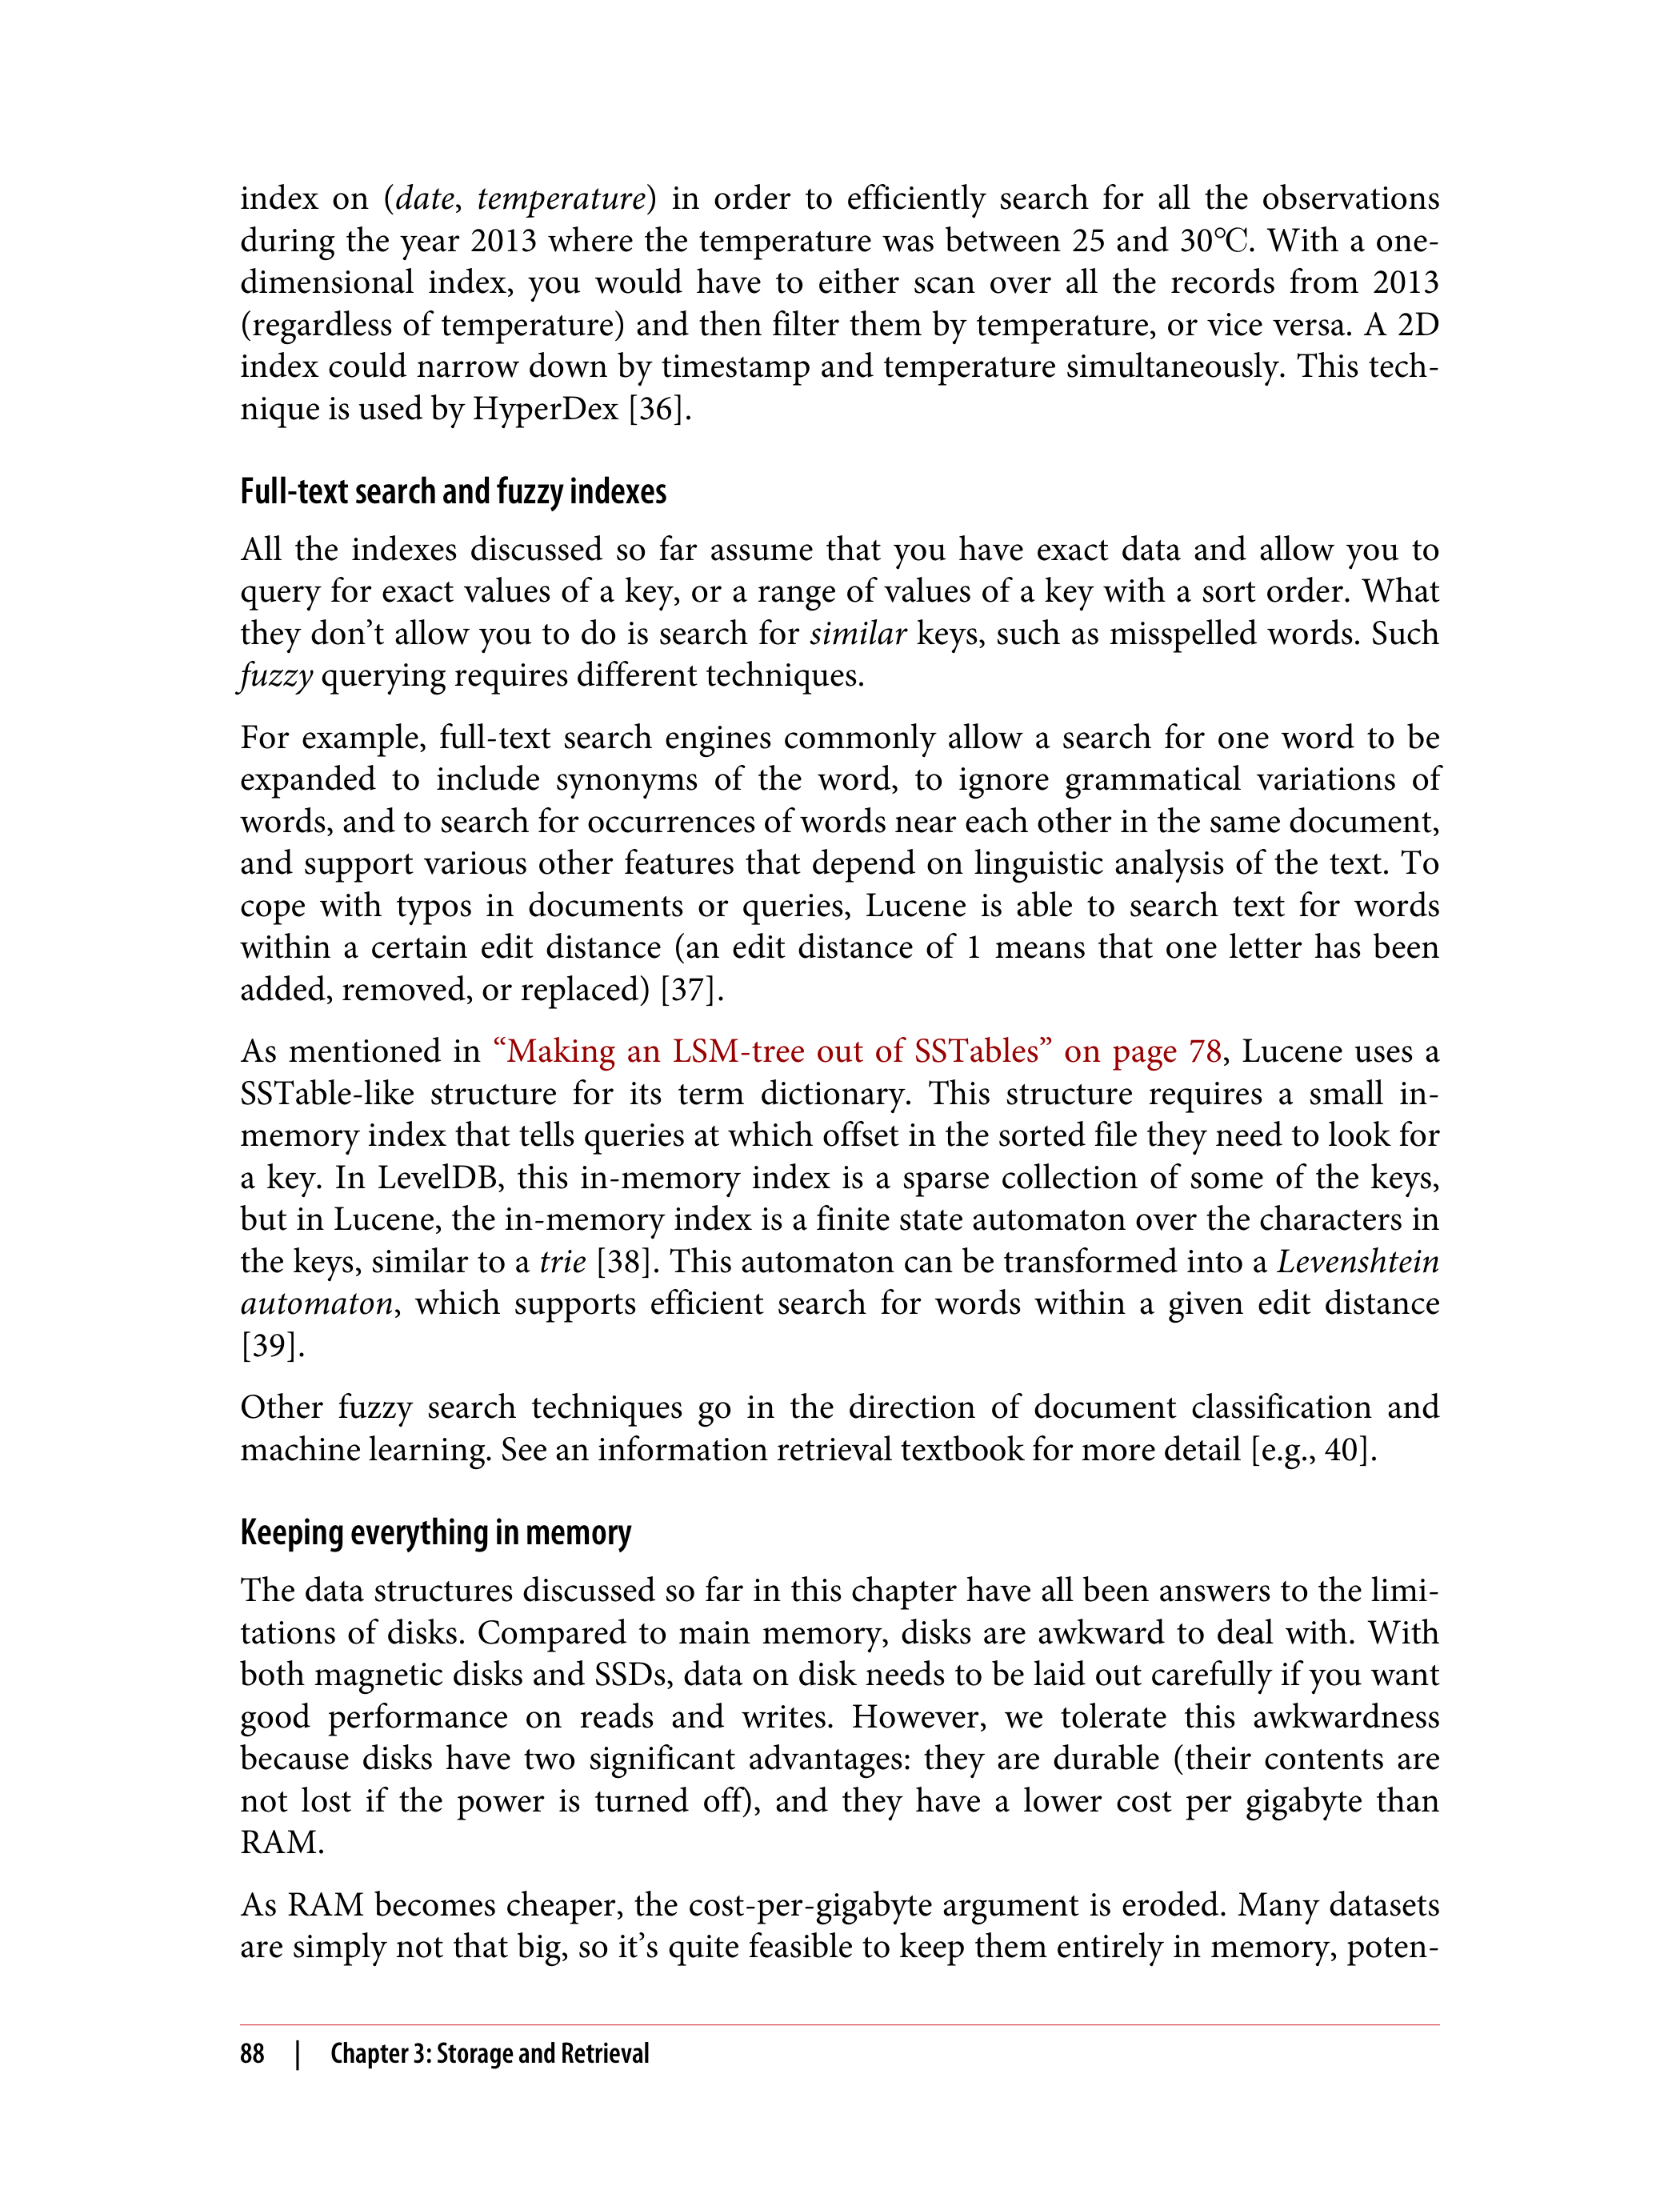 index on (date, temperature) in order to efficiently search for all the observations
during the year 2013 where the temperature was between 25 and 30℃. With a one-
dimensional index, you would have to either scan over all the records from 2013
(regardless of temperature) and then filter them by temperature, or vice versa. A 2D
index could narrow down by timestamp and temperature simultaneously. This tech-
nique is used by HyperDex [36].
Full-text search and fuzzy indexes
All the indexes discussed so far assume that you have exact data and allow you to
query for exact values of a key, or a range of values of a key with a sort order. What
they don’t allow you to do is search for similar keys, such as misspelled words. Such
fuzzy querying requires different techniques.
For example, full-text search engines commonly allow a search for one word to be
expanded to include synonyms of the word, to ignore grammatical variations of
words, and to search for occurrences of words near each other in the same document,
and support various other features that depend on linguistic analysis of the text. To
cope with typos in documents or queries, Lucene is able to search text for words
within a certain edit distance (an edit distance of 1 means that one letter has been
added, removed, or replaced) [37].
As mentioned in “Making an LSM-tree out of SSTables” on page 78, Lucene uses a
SSTable-like structure for its term dictionary. This structure requires a small in-
memory index that tells queries at which offset in the sorted file they need to look for
a key. In LevelDB, this in-memory index is a sparse collection of some of the keys,
but in Lucene, the in-memory index is a finite state automaton over the characters in
the keys, similar to a trie [38]. This automaton can be transformed into a Levenshtein
automaton, which supports efficient search for words within a given edit distance
[39].
Other fuzzy search techniques go in the direction of document classification and
machine learning. See an information retrieval textbook for more detail [e.g., 40].
Keeping everything in memory
The data structures discussed so far in this chapter have all been answers to the limi-
tations of disks. Compared to main memory, disks are awkward to deal with. With
both magnetic disks and SSDs, data on disk needs to be laid out carefully if you want
good performance on reads and writes. However, we tolerate this awkwardness
because disks have two significant advantages: they are durable (their contents are
not lost if the power is turned off), and they have a lower cost per gigabyte than
RAM.
As RAM becomes cheaper, the cost-per-gigabyte argument is eroded. Many datasets
are simply not that big, so it’s quite feasible to keep them entirely in memory, poten-
88 | Chapter 3: Storage and Retrieval